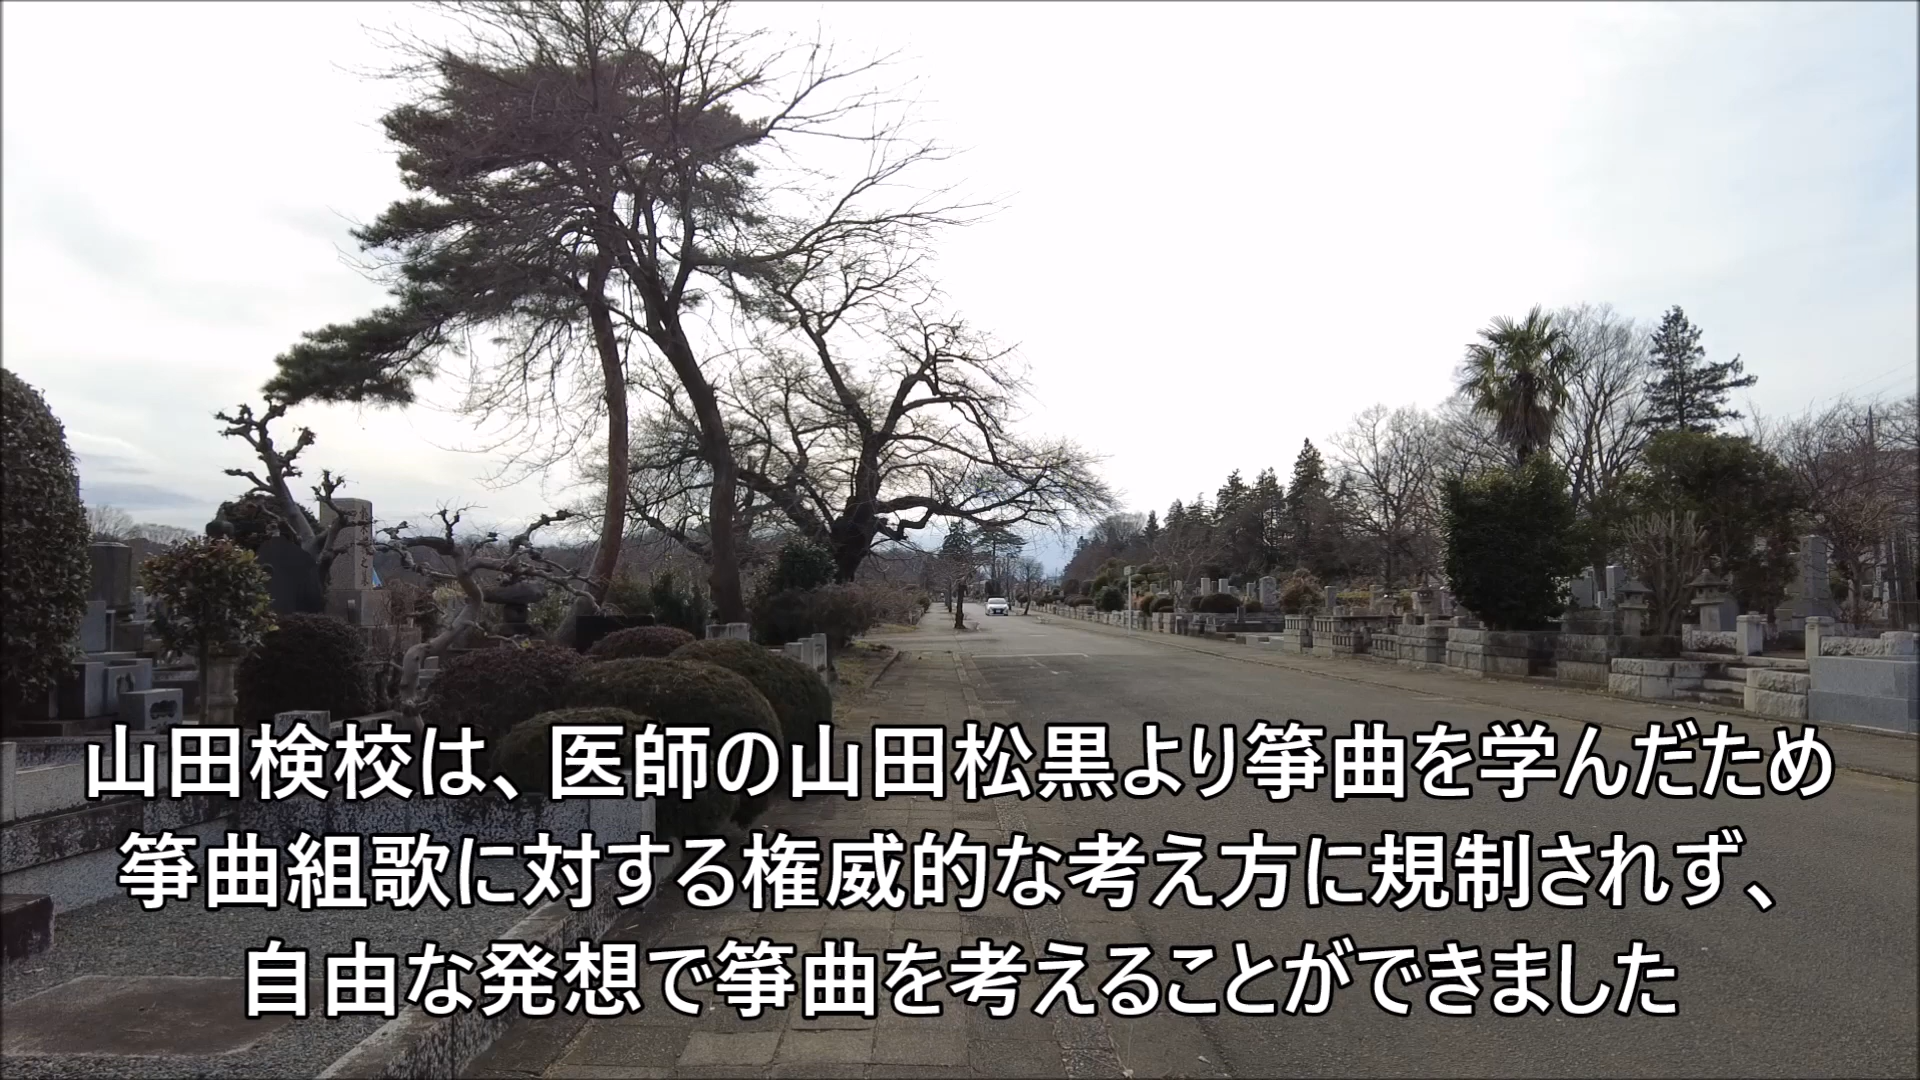 山田検校は、医師の山田松黒より箏曲を学んだため
箏曲組歌に対する権威的な考え方に規制されず、
自由な発想で箏曲を考えることができました